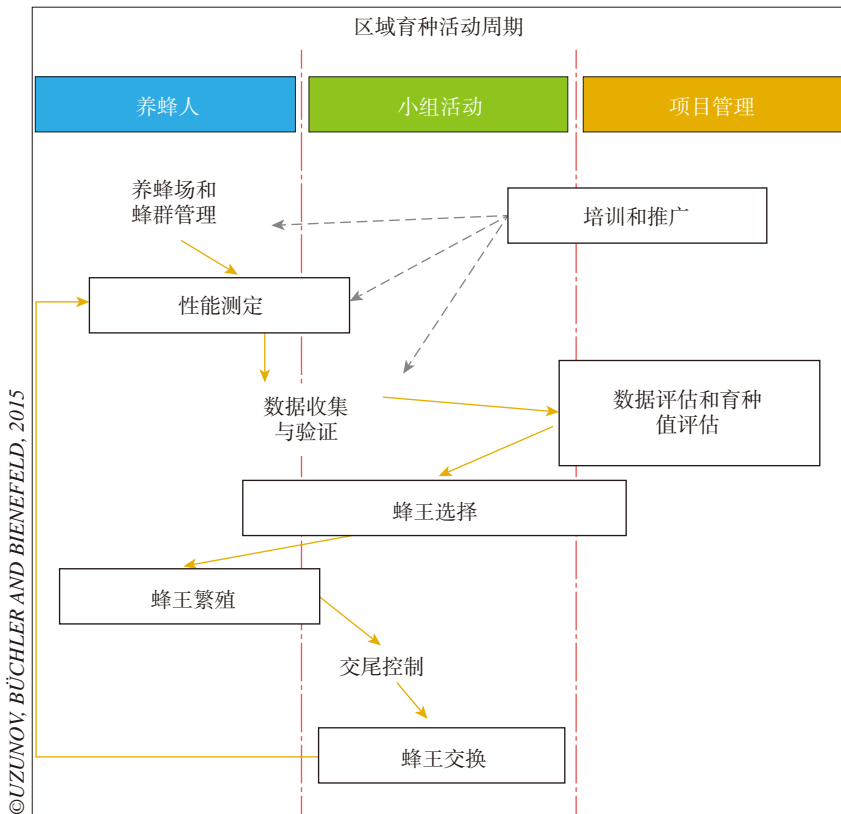 区域育种活动周期
养蜂人
小组活动
项目管理
养蜂场和
蜂群管理
培训和推广
性能测定
数据收集
与验证
数据评估和育种
值评估
蜂王选择
蜂王繁殖
交尾控制
蜂王交换
©UZUNOV, BÜCHLER AND BIENEFELD, 2015